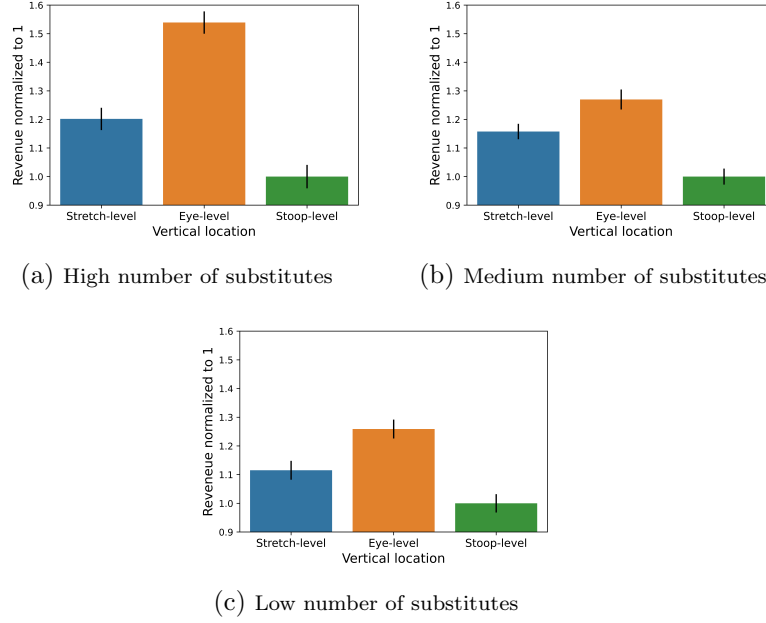 1.6
1.5
1.4
1.3
1.2
1.1
1.0
0.9
Revenue normalized to 1
Stretch-level Eye-level Stoop-level
Vertical location
(a) High number of substitutes
1.6
1.5
1.4
1.3
1.2
1.1
1.0
0.9
Revenue normalized to 1
Stretch-level Eye-level Stoop-level
Vertical location
(b) Medium number of substitutes
1.6
1.5
1.4
1.3
1.2
1.1
1.0
0.9
Reveneue normalized to 1
Stretch-level Eye-level Stoop-level
Vertical location
(c) Low number of substitutes